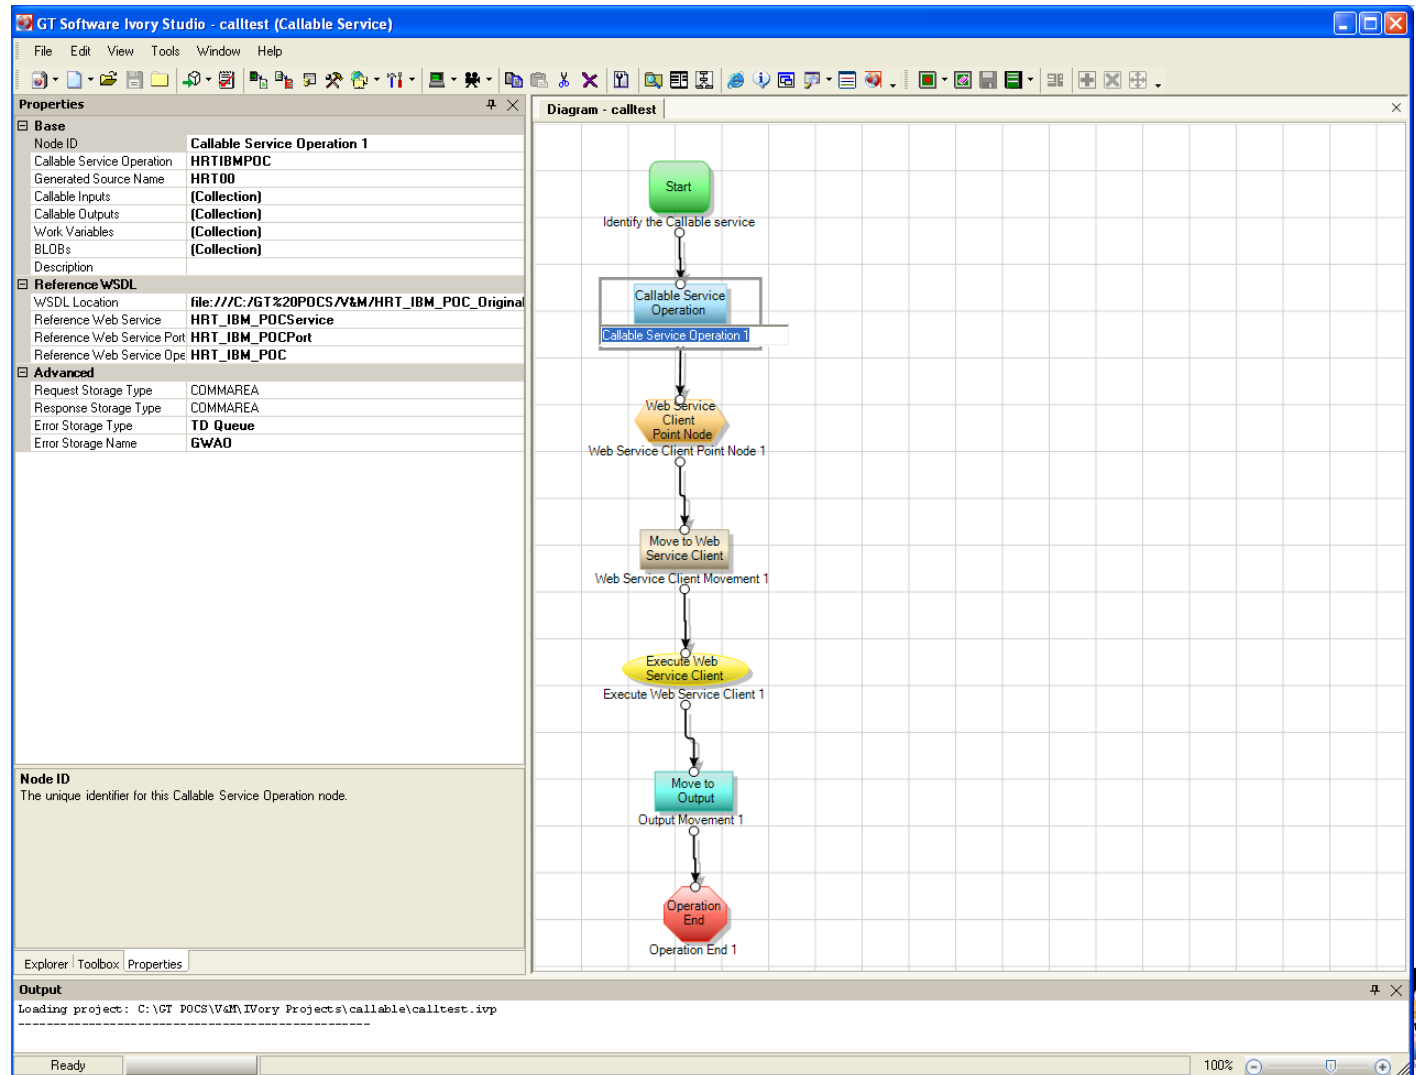 GT Software Ivory Studio - calltest (Callable Service)
File Edit View Tools Window Help
Properties
Base
Node ID Callable Service Operation 1
Callable Service Operation HRTIBMPOC
Generated Source Name HRT00
Callable Inputs (Collection)
Callable Outputs (Collection)
Work Variables (Collection)
BLOBs (Collection)
Description
Reference WSDL
WSDL Location file:///C:/GT%20POCS/V&M/HRT_IBM_POC_Original
Reference Web Service HRT_IBM_POCService
Reference Web Service Port HRT_IBM_POCPort
Reference Web Service Ope HRT_IBM_POC
Advanced
Request Storage Type COMMAREA
Response Storage Type COMMAREA
Error Storage Type TD Queue
Error Storage Name GWAO
Node ID
The unique identifier for this Callable Service Operation node.
Explorer Toolbox Properties
Diagram - calltest
Start
Identify the Callable service
Callable Service
Operation
Callable Service Operation 1
Web Service
Client
Point Node
Web Service Client Point Node 1
Move to Web
Service Client
Web Service Client Movement 1
Execute Web
Service Client
Execute Web Service Client 1
Move to
Output
Output Movement 1
Operation
End
Operation End 1
Output
Loading project: C:\GT POCS\V&M\IVory Projects\callable\calltest.ivp
--------------------------------------------------
Ready
100%